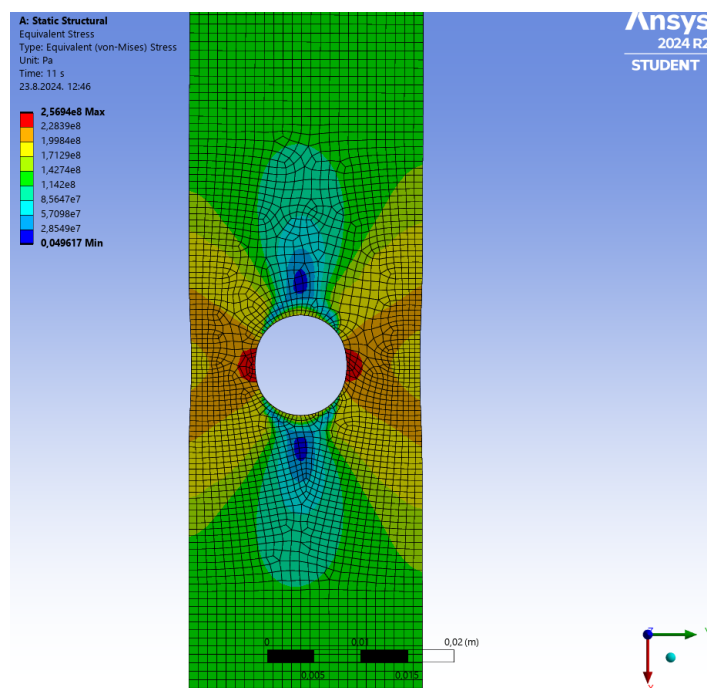 A: Static Structural
Equivalent Stress
Type: Equivalent (von-Mises) Stress
Unit: Pa
Time: 11 s
23.8.2024. 12:46
2,5694e8 Max
2,2839e8
1,9984e8
1,7129e8
1,4274e8
1,142e8
8,5647e7
5,7098e7
2,8549e7
0,049617 Min
Ansys
2024 R2
STUDENT
0 0,01 0,02 (m)
0,005 0,015
Z
Y
X